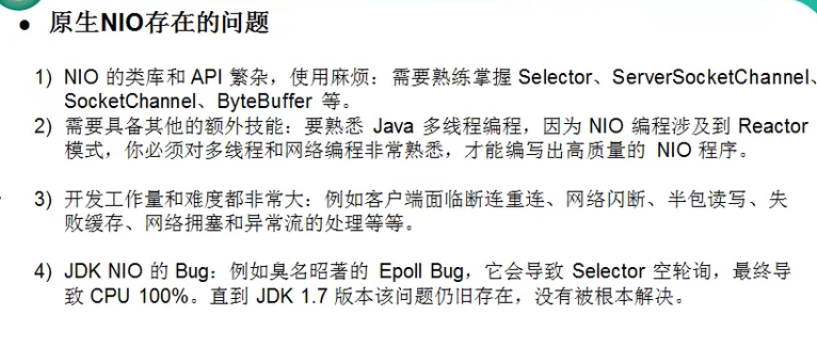 ● 原生NIO存在的问题
1) NIO 的类库和 API 繁杂，使用麻烦：需要熟练掌握 Selector、ServerSocketChannel、
SocketChannel、ByteBuffer 等。
2) 需要具备其他的额外技能：要熟悉 Java 多线程编程，因为 NIO 编程涉及到 Reactor
模式，你必须对多线程和网络编程非常熟悉，才能编写出高质量的 NIO 程序。
3) 开发工作量和难度都非常大：例如客户端面临断连重连、网络闪断、半包读写、失
败缓存、网络拥塞和异常流的处理等等。
4) JDK NIO 的 Bug：例如臭名昭著的 Epoll Bug，它会导致 Selector 空轮询，最终导
致 CPU 100%。直到 JDK 1.7 版本该问题仍旧存在，没有被根本解决。